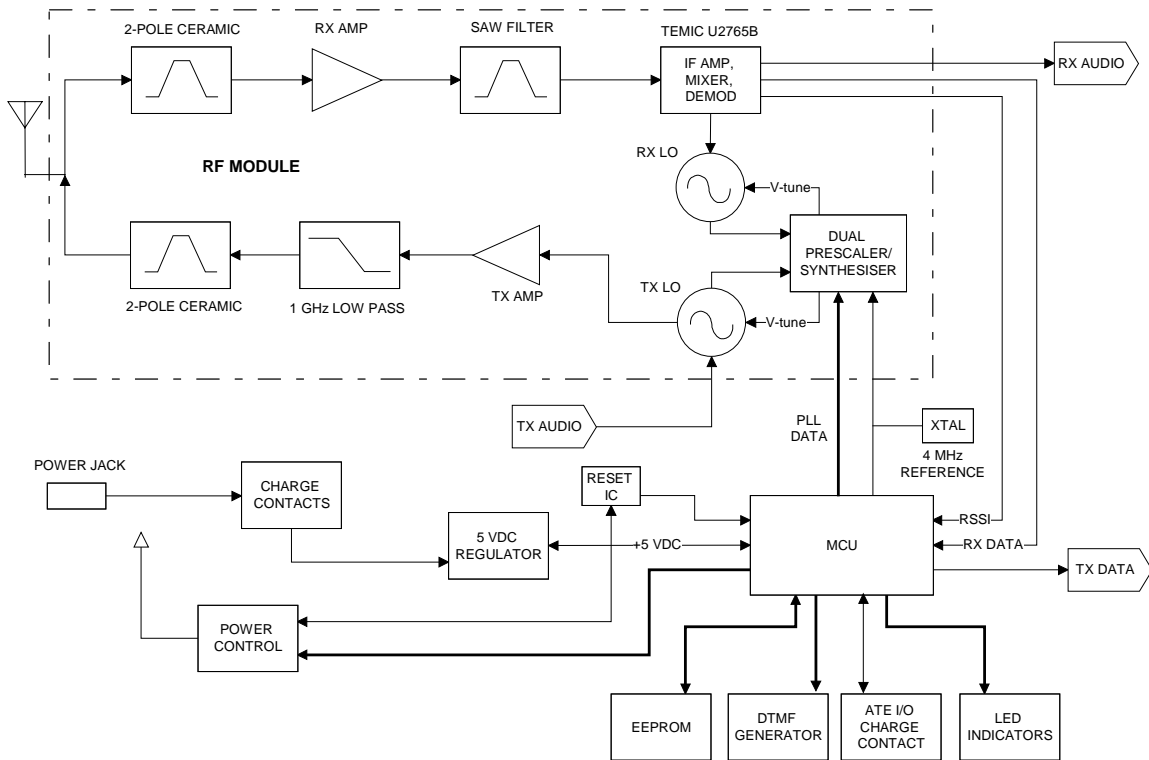 2-POLE CERAMIC
RX AMP
SAW FILTER
TEMIC U2765B
IF AMP,
MIXER,
DEMOD
RX AUDIO
RX LO
RF MODULE
V-tune
DUAL
PRESCALER/
SYNTHESISER
2-POLE CERAMIC
1 GHz LOW PASS
TX AMP
TX LO
V-tune
TX AUDIO
PLL
DATA
XTAL
4 MHz
REFERENCE
POWER JACK
CHARGE
CONTACTS
RESET
IC
5 VDC
REGULATOR
+5 VDC
MCU
RSSI
RX DATA
TX DATA
POWER
CONTROL
EEPROM
DTMF
GENERATOR
ATE I/O
CHARGE
CONTACT
LED
INDICATORS